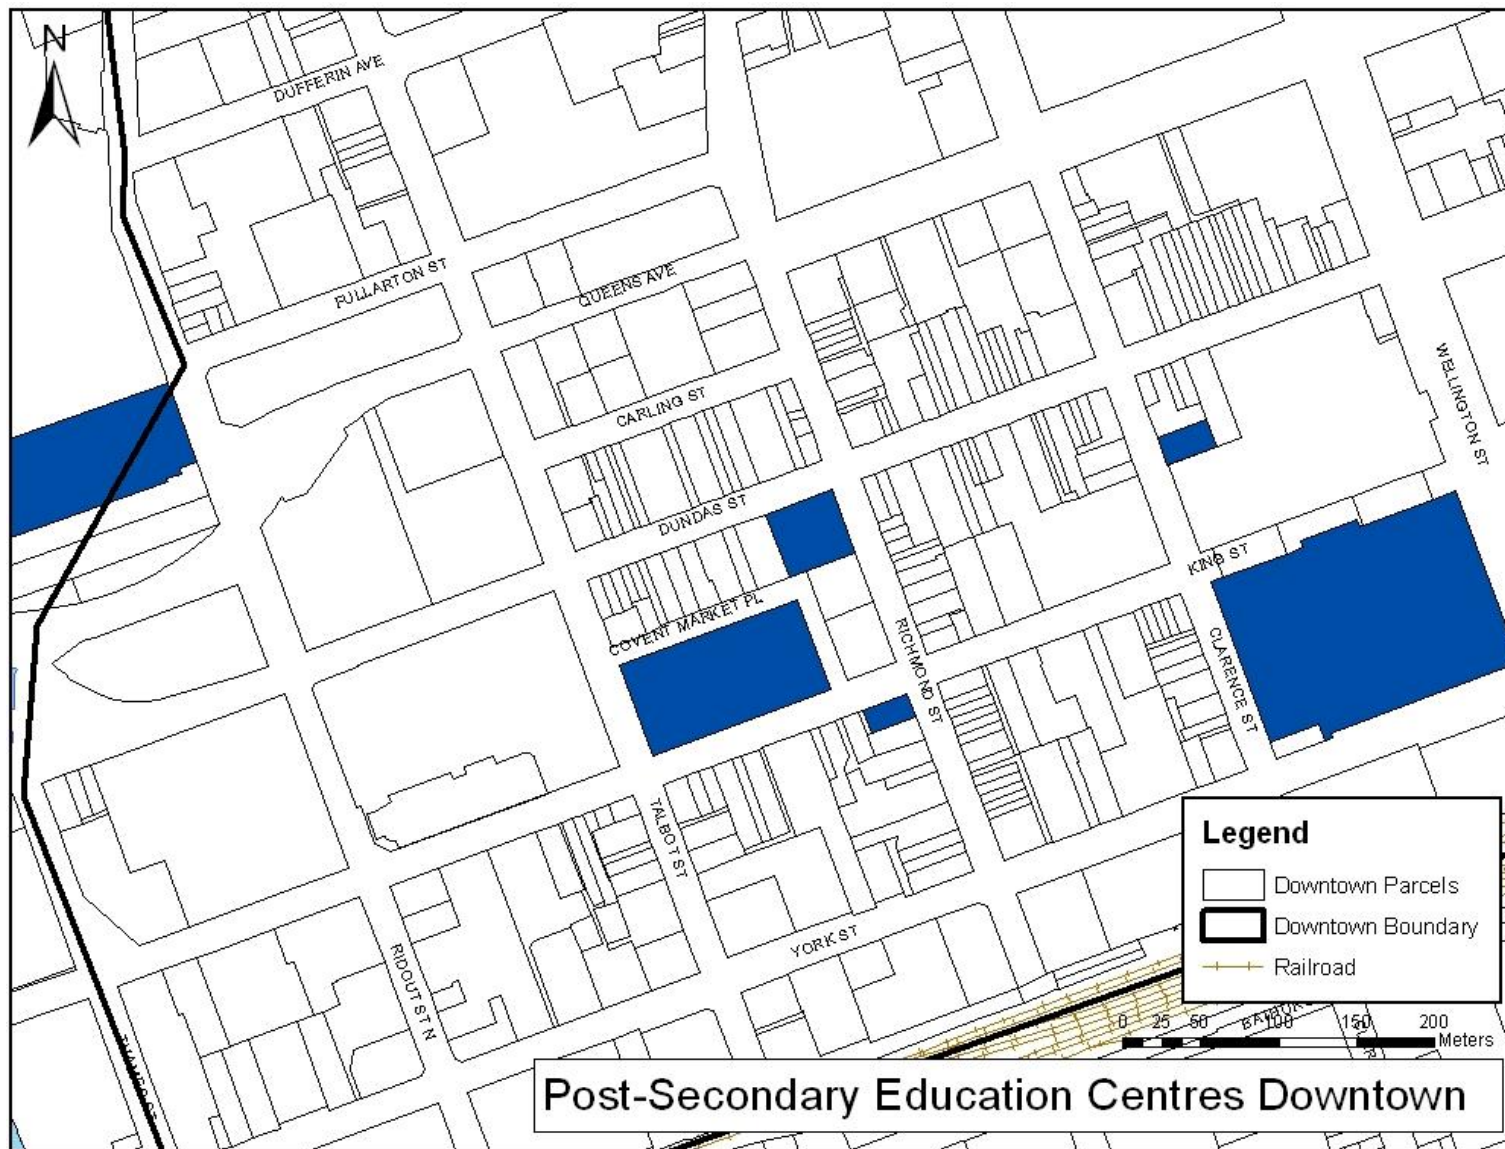 N
DUFFERIN AVE
FULLARTON ST
QUEENS AVE
CARLING ST
DUNDAS ST
COVENT MARKET PL
KING ST
WELLINGTON ST
RICHMOND ST
CLARENCE ST
TALBOT ST
YORK ST
RIDOUT ST N
THAMES ST
Legend
Downtown Parcels
Downtown Boundary
Railroad
0 25 50 100 150 200
Meters
Post-Secondary Education Centres Downtown